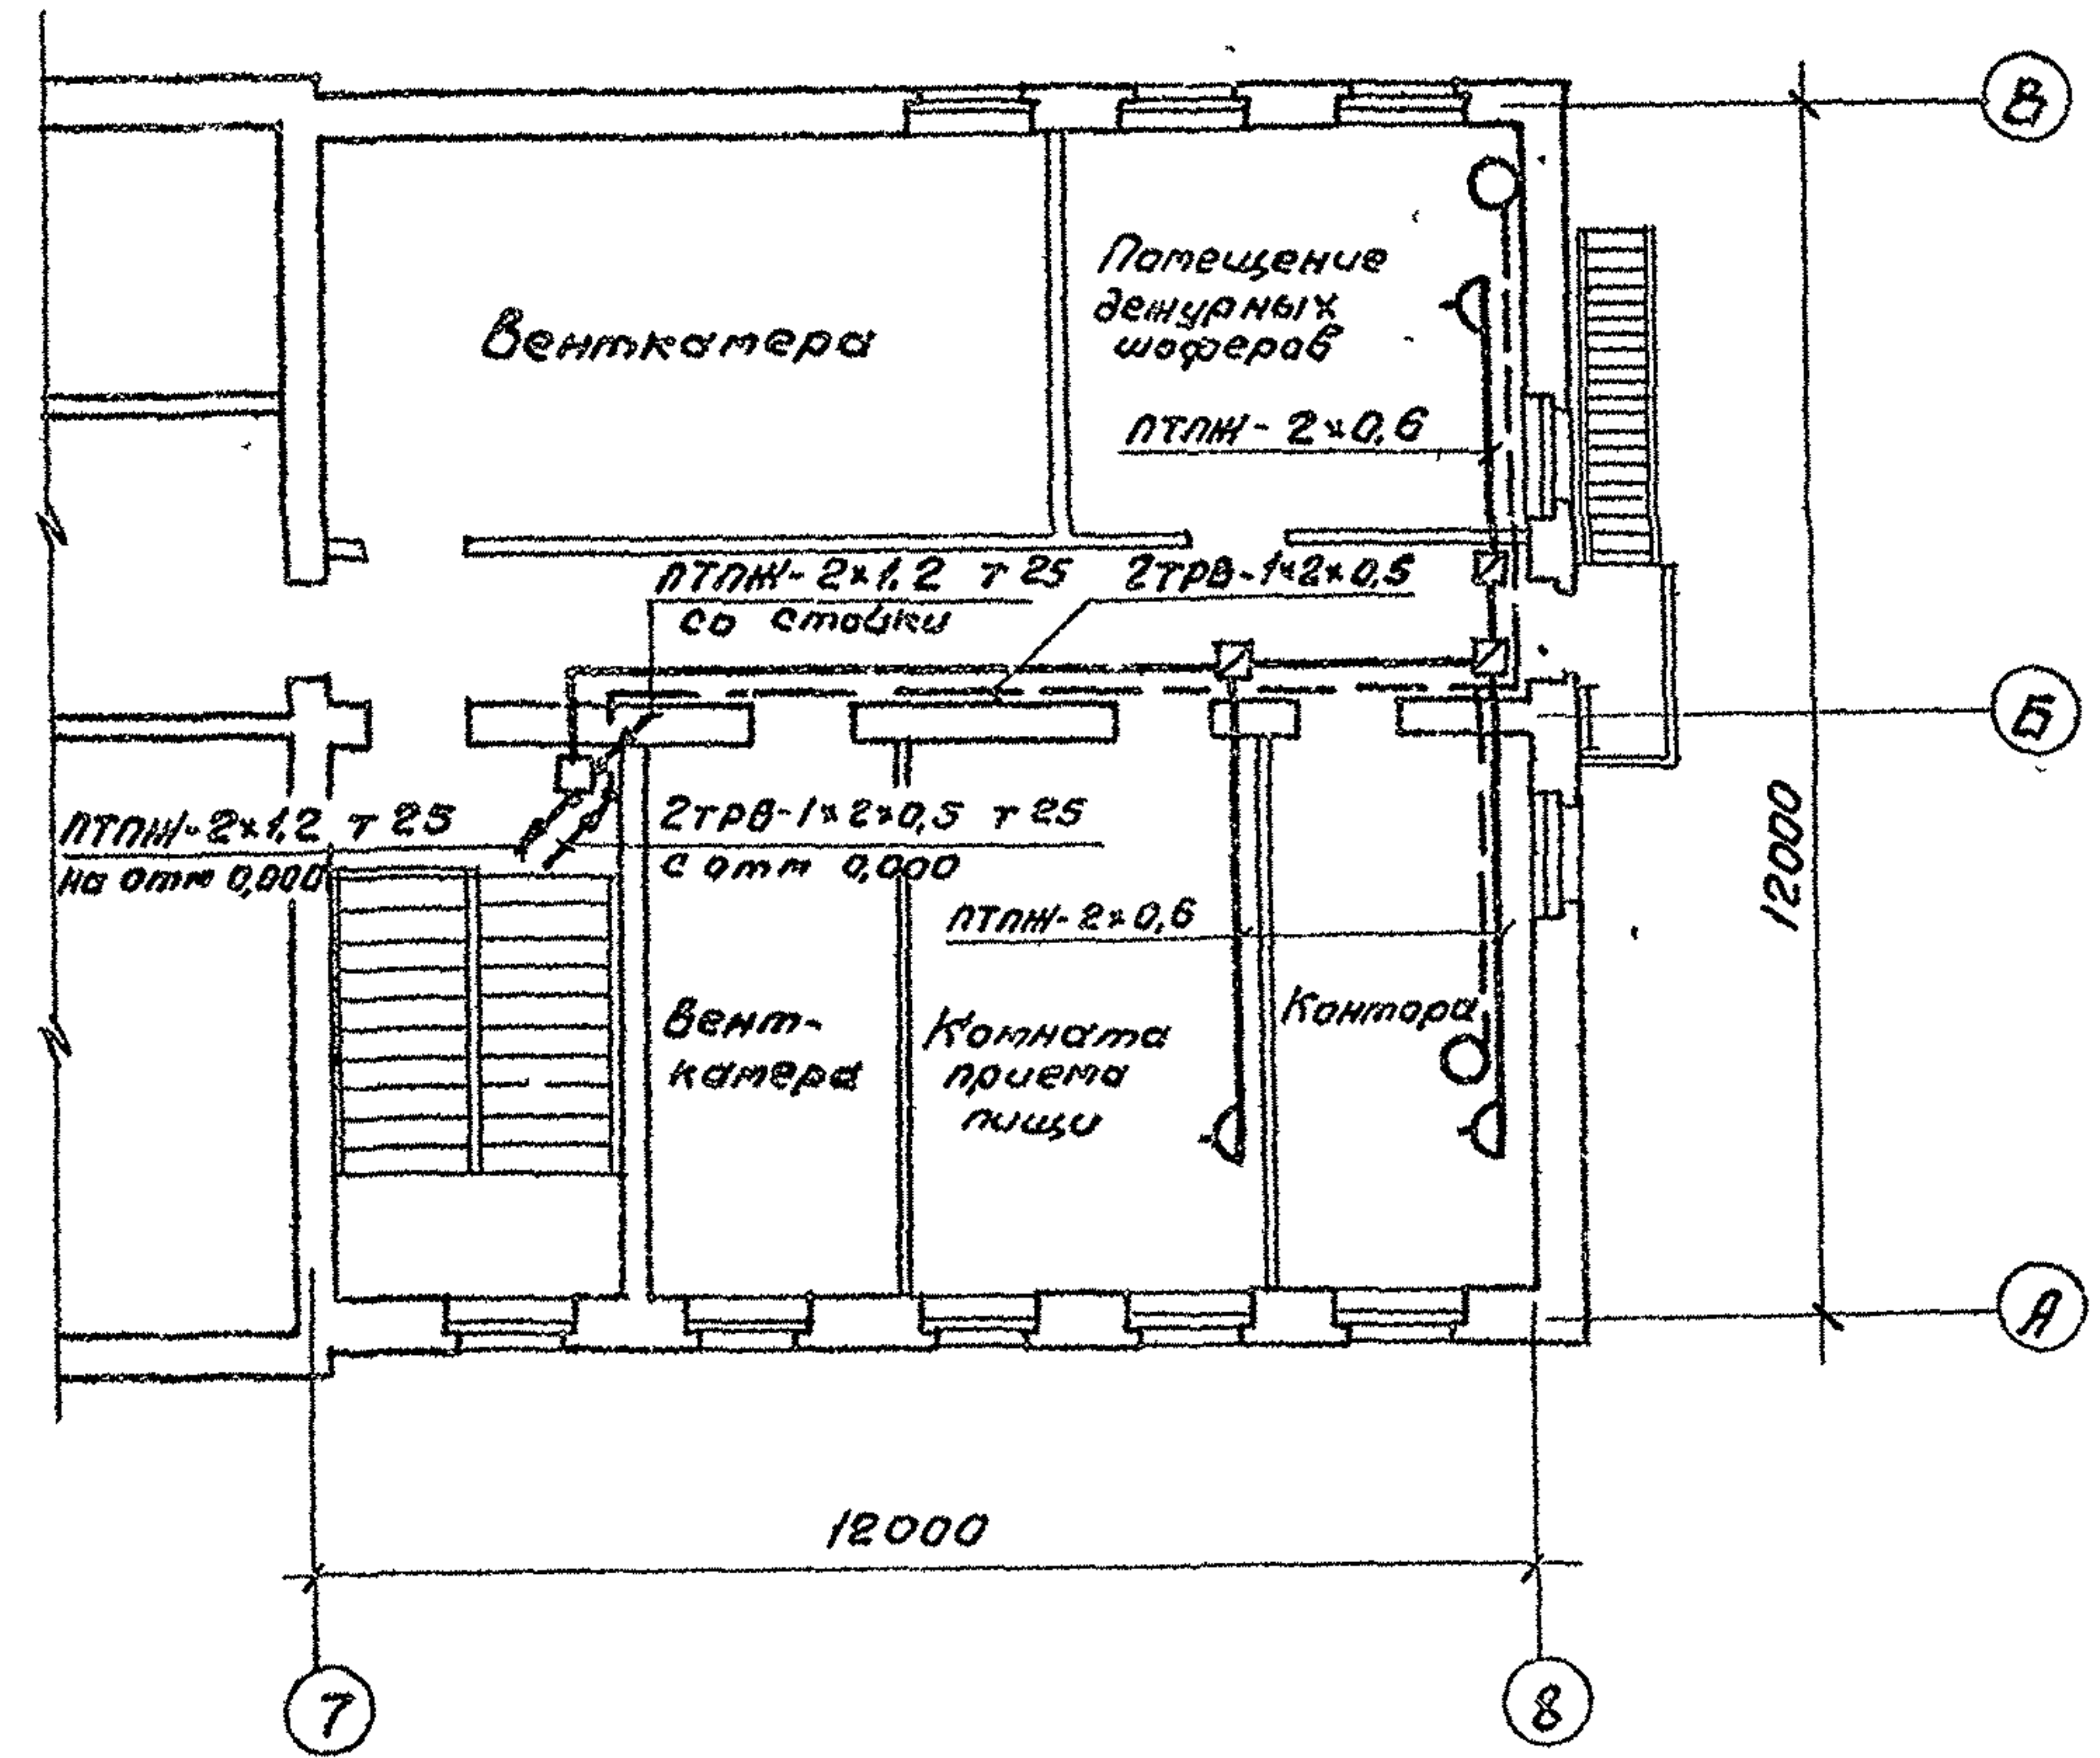 В
Помещение
дежурных
шоферов
Венткамера
ПТПЖ-2×0,6
ПТПЖ-2×1,2 т 25
со стойки
2ТРВ-1×2×0,5
Б
ПТПЖ-2×1,2 т 25
на отм 0,000
2ТРВ-1×2×0,5 т 25
с отм 0,000
12000
ПТПЖ-2×0,6
Вент-
камера
Комната
приема
пищи
Контора
А
12000
7
8